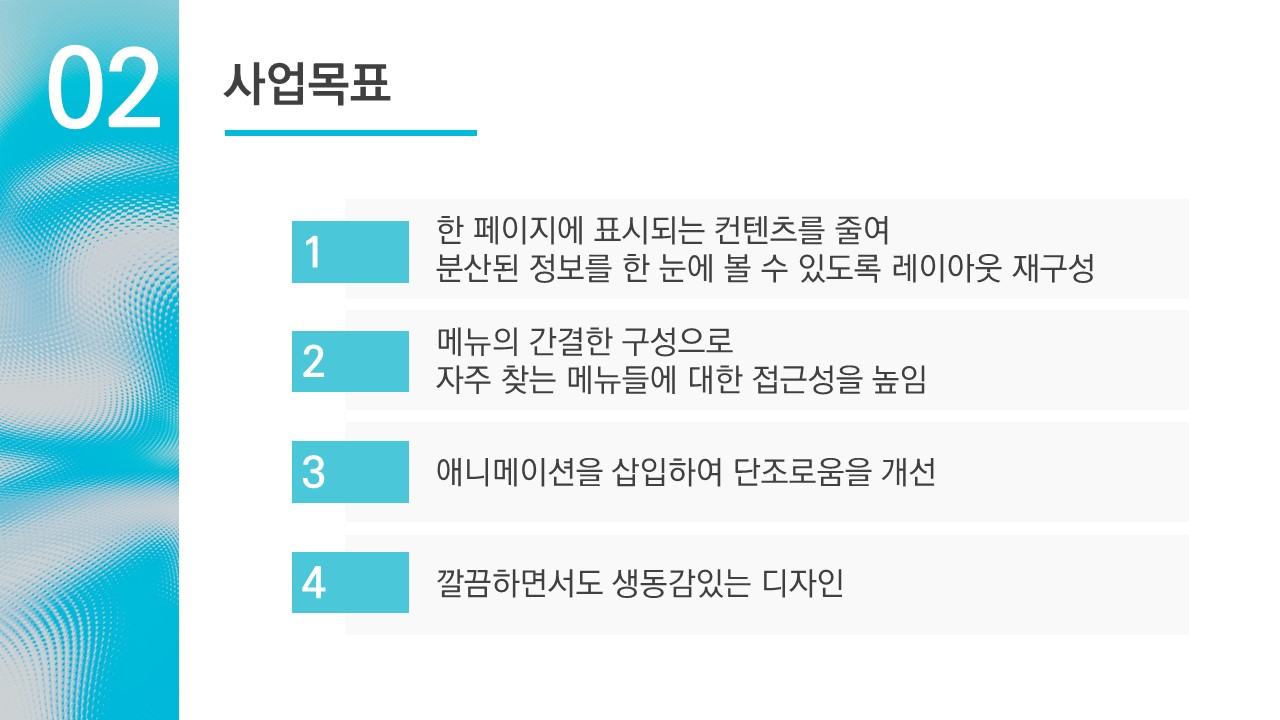 02
사업목표
1
한 페이지에 표시되는 컨텐츠를 줄여
분산된 정보를 한 눈에 볼 수 있도록 레이아웃 재구성
2
메뉴의 간결한 구성으로
자주 찾는 메뉴들에 대한 접근성을 높임
3
애니메이션을 삽입하여 단조로움을 개선
4
깔끔하면서도 생동감있는 디자인